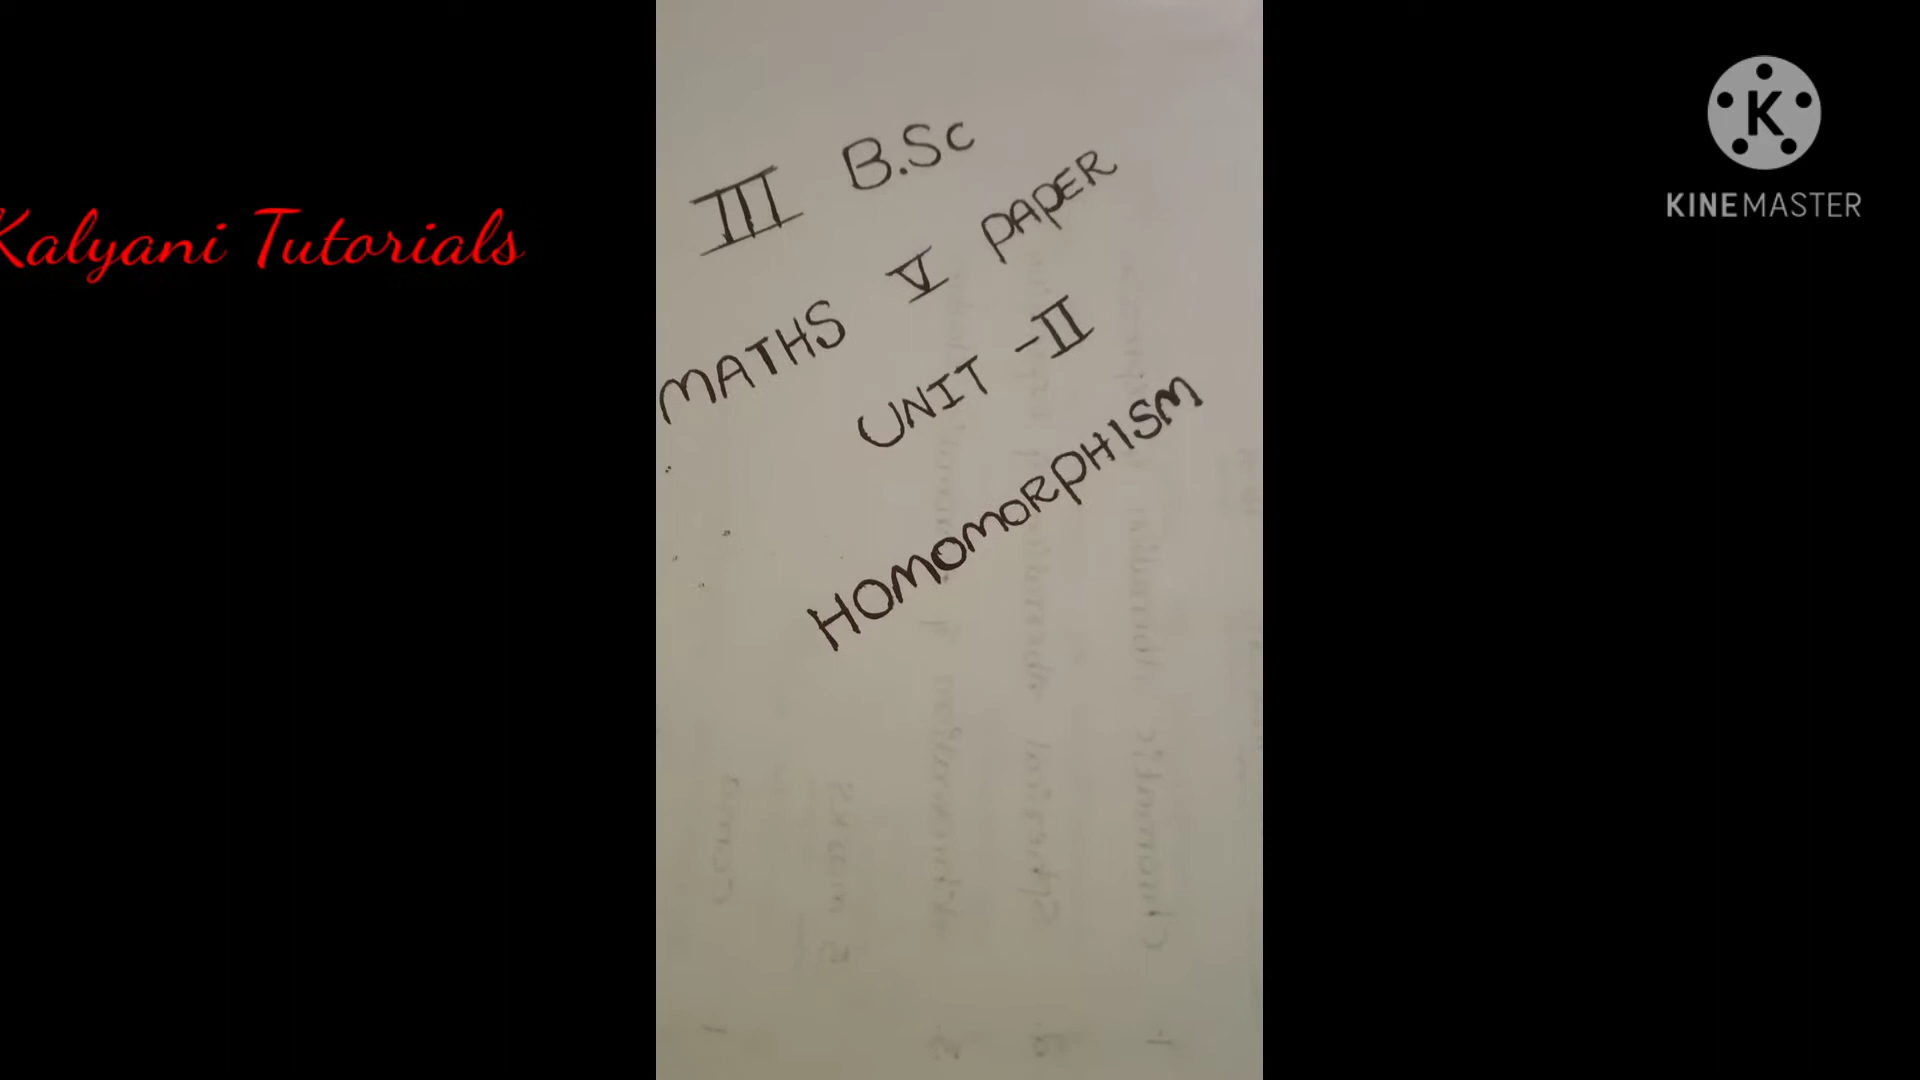 Kalyani Tutorials
III B.Sc
MATHS V PAPER
UNIT -II
HOMOMORPHISM
K
KINEMASTER